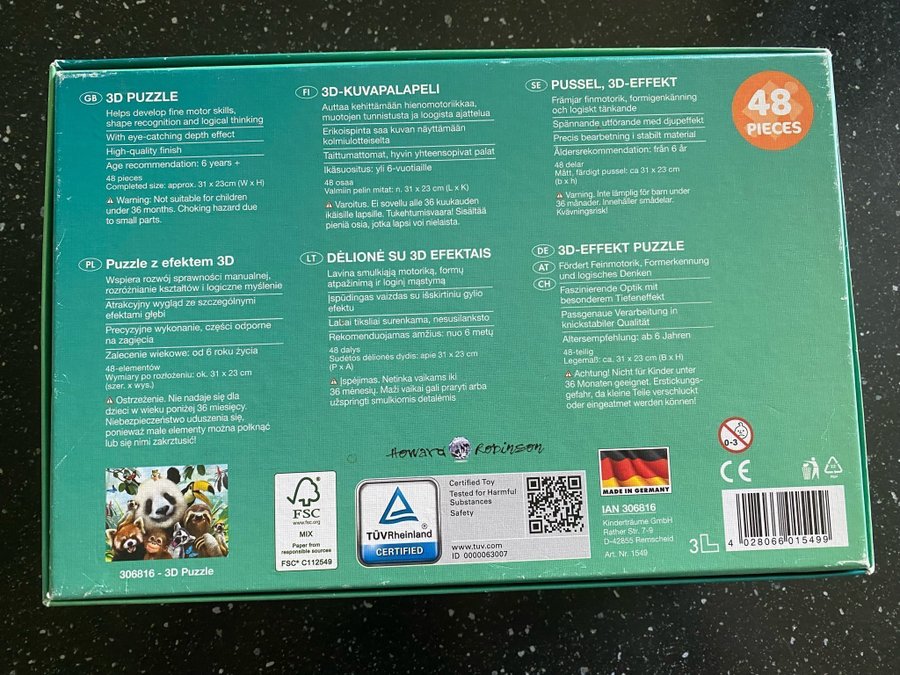 GB 3D PUZZLE
Helps develop fine motor skills,
shape recognition and logical thinking
With eye-catching depth effect
High-quality finish
Age recommendation: 6 years +
48 pieces
Completed size: approx. 31 x 23cm (W x H)
Warning: Not suitable for children
under 36 months. Choking hazard due
to small parts.
FI 3D-KUVAPALAPELI
Auttaa kehittämään hienomotoriikkaa,
muotojen tunnistusta ja loogista ajattelua
Erikoispinta saa kuvan näyttämään
kolmiulotteiselta
Taittumattomat, hyvin yhteensopivat palat
Ikäsuositus: yli 6-vuotiaille
48 osaa
Valmiin pelin mitat: n. 31 x 23 cm (L x K)
Varoitus. Ei sovellu alle 36 kuukauden
ikäisille lapsille. Tukehtumisvaara! Sisältää
pieniä osia, jotka lapsi voi nielaista.
SE PUSSEL, 3D-EFFEKT
Främjar finmotorik, formigenkänning
och logiskt tänkande
Spännande utförande med djupeffekt
Precis bearbetning i stabilt material
Åldersrekommendation: från 6 år
48 delar
Mått, färdigt pussel: ca 31 x 23 cm
(b x h)
Varning. Inte lämplig för barn under
36 månader. Innehåller smådelar.
Kvävningsrisk!
48
PIECES
PL Puzzle z efektem 3D
Wspiera rozwój sprawności manualnej,
rozróżnianie kształtów i logiczne myślenie
Atrakcyjny wygląd ze szczególnymi
efektami głębi
Precyzyjne wykonanie, części odporne
na zagięcia
Zalecenie wiekowe: od 6 roku życia
48-elementów
Wymiary po rozłożeniu: ok. 31 x 23 cm
(szer. x wys.)
Ostrzeżenie. Nie nadaje się dla
dzieci w wieku poniżej 36 miesięcy.
Niebezpieczeństwo uduszenia się,
ponieważ małe elementy można połknąć
lub się nimi zakrztusić!
LT DĖLIONĖ SU 3D EFEKTAIS
Lavina smulkiąją motoriką, formų
atpažinimą ir loginį mąstymą
Įspūdingas vaizdas su išskirtiniu gylio
efektu
Labai tiksliai surenkama, nesusilanksto
Rekomenduojamas amžius: nuo 6 metų
48 dalys
Sudėtos dėlionės dydis: apie 31 x 23 cm
(P x A)
Įspėjimas. Netinka vaikams iki
36 mėnesių. Maži vaikai gali praryti arba
užspringti smulkiomis detalėmis
DE AT CH 3D-EFFEKT PUZZLE
Fördert Feinmotorik, Formerkennung
und logisches Denken
Faszinierende Optik mit
besonderem Tiefeneffekt
Passgenaue Verarbeitung in
knickstabiler Qualität
Altersempfehlung: ab 6 Jahren
48-teilig
Legemaß: ca. 31 x 23 cm (B x H)
Achtung! Nicht für Kinder unter
36 Monaten geeignet. Erstickungs-
gefahr, da kleine Teile verschluckt
oder eingeatmet werden können!
Howard Robinson
306816 - 3D Puzzle
FSC
www.fsc.org
MIX
Paper from
responsible sources
FSC® C112549
TÜVRheinland
CERTIFIED
Certified Toy
Tested for Harmful
Substances
Safety
www.tuv.com
ID 0000063007
MADE IN GERMANY
IAN 306816
Kinderträume GmbH
Rather Str. 7-9
D-42855 Remscheid
Art. Nr. 1549
0-3
CE
3L
4 028066 015499